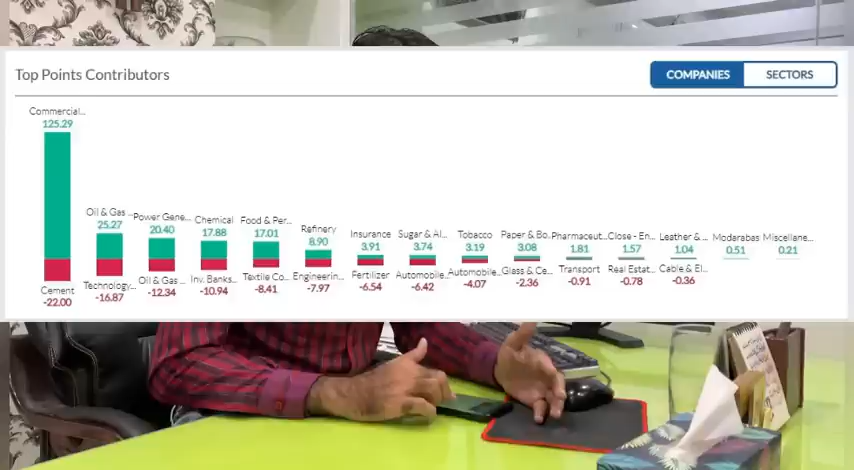 Top Points Contributors
COMPANIES
SECTORS
Commercial...
125.29
Cement
-22.00
Oil & Gas ...
25.27
Technology...
-16.87
Power Gene...
20.40
Oil & Gas ...
-12.34
Chemical
17.88
Inv. Banks...
-10.94
Food & Per...
17.01
Textile Co...
-8.41
Refinery
8.90
Engineerin...
-7.97
Insurance
3.91
Fertilizer
-6.54
Sugar & Al...
3.74
Automobile...
-6.42
Tobacco
3.19
Automobile...
-4.07
Paper & Bo...
3.08
Glass & Ce...
-2.36
Pharmaceut...
1.81
Transport
-0.91
Close - En...
1.57
Real Estat...
-0.78
Leather & ...
1.04
Cable & El...
-0.36
Modarabas
0.51
Miscellane...
0.21